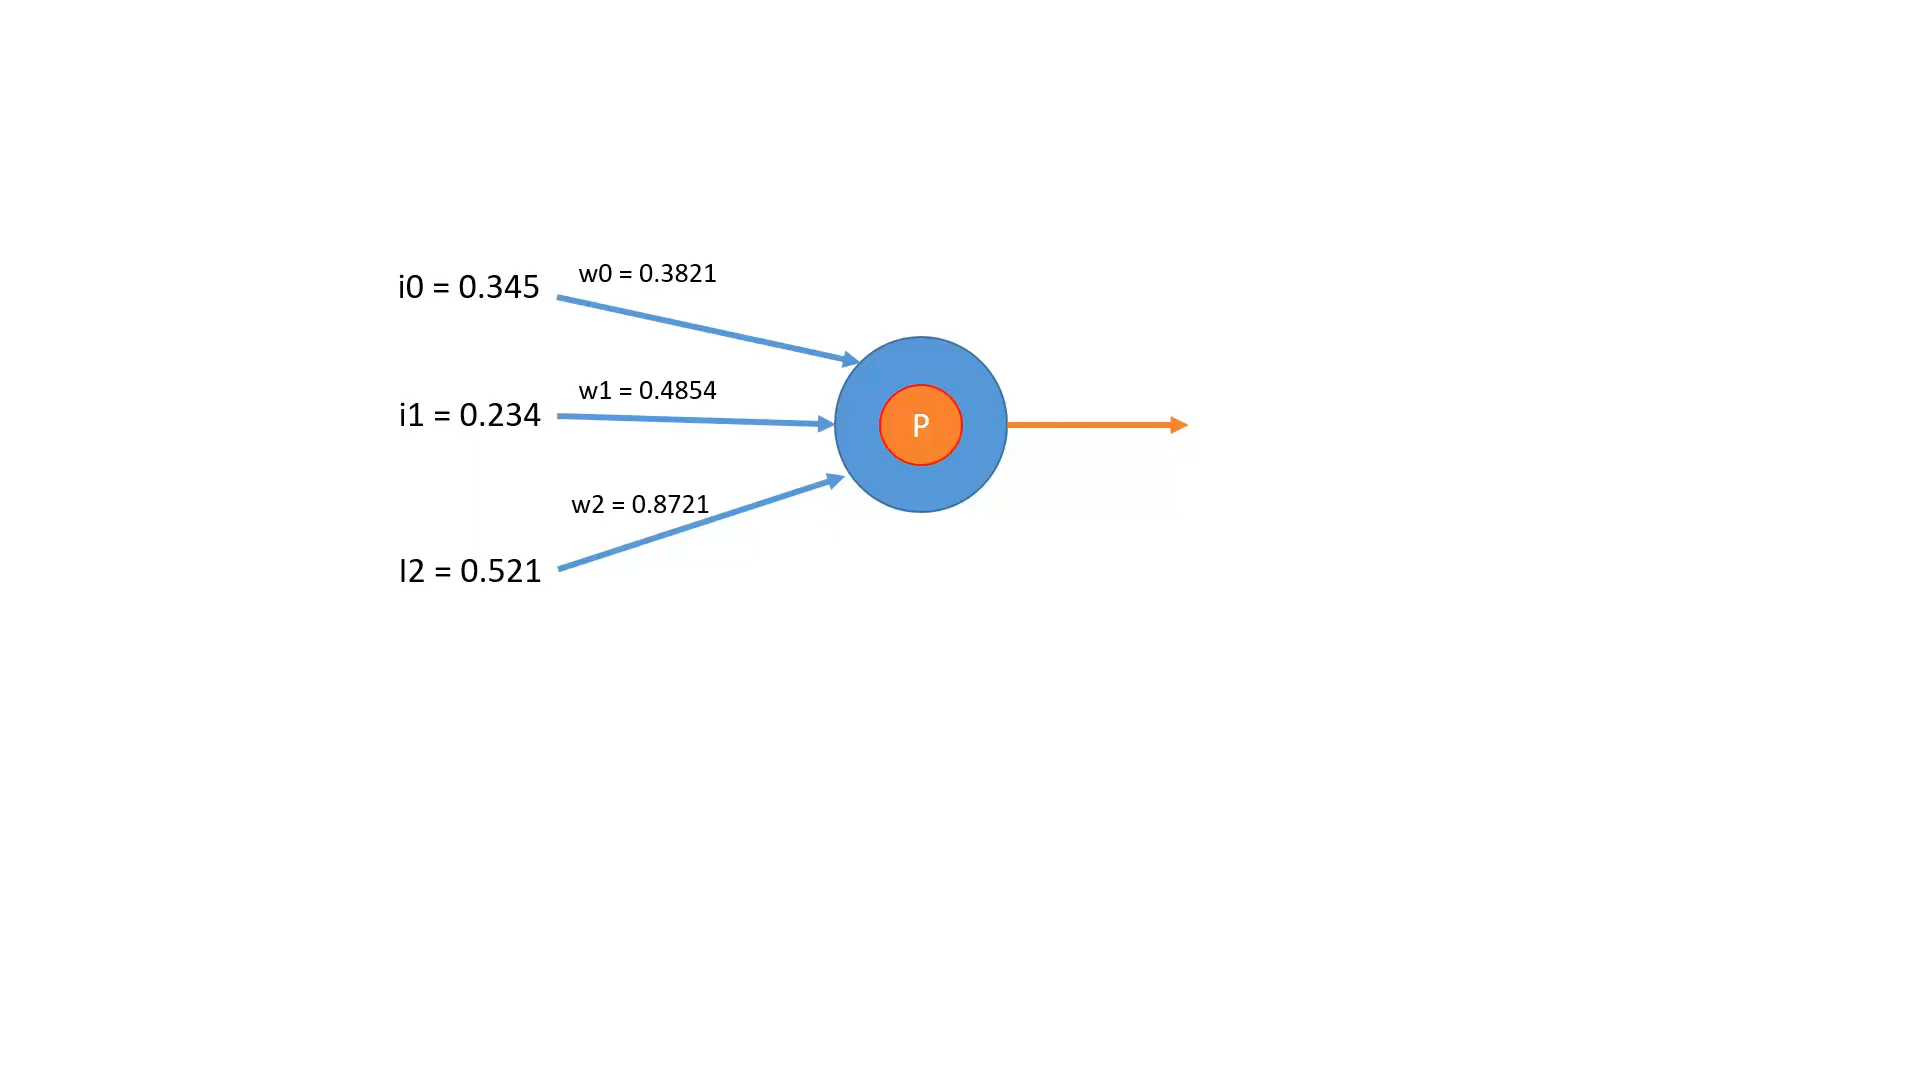 i0 = 0.345
w0 = 0.3821
i1 = 0.234
w1 = 0.4854
P
I2 = 0.521
w2 = 0.8721